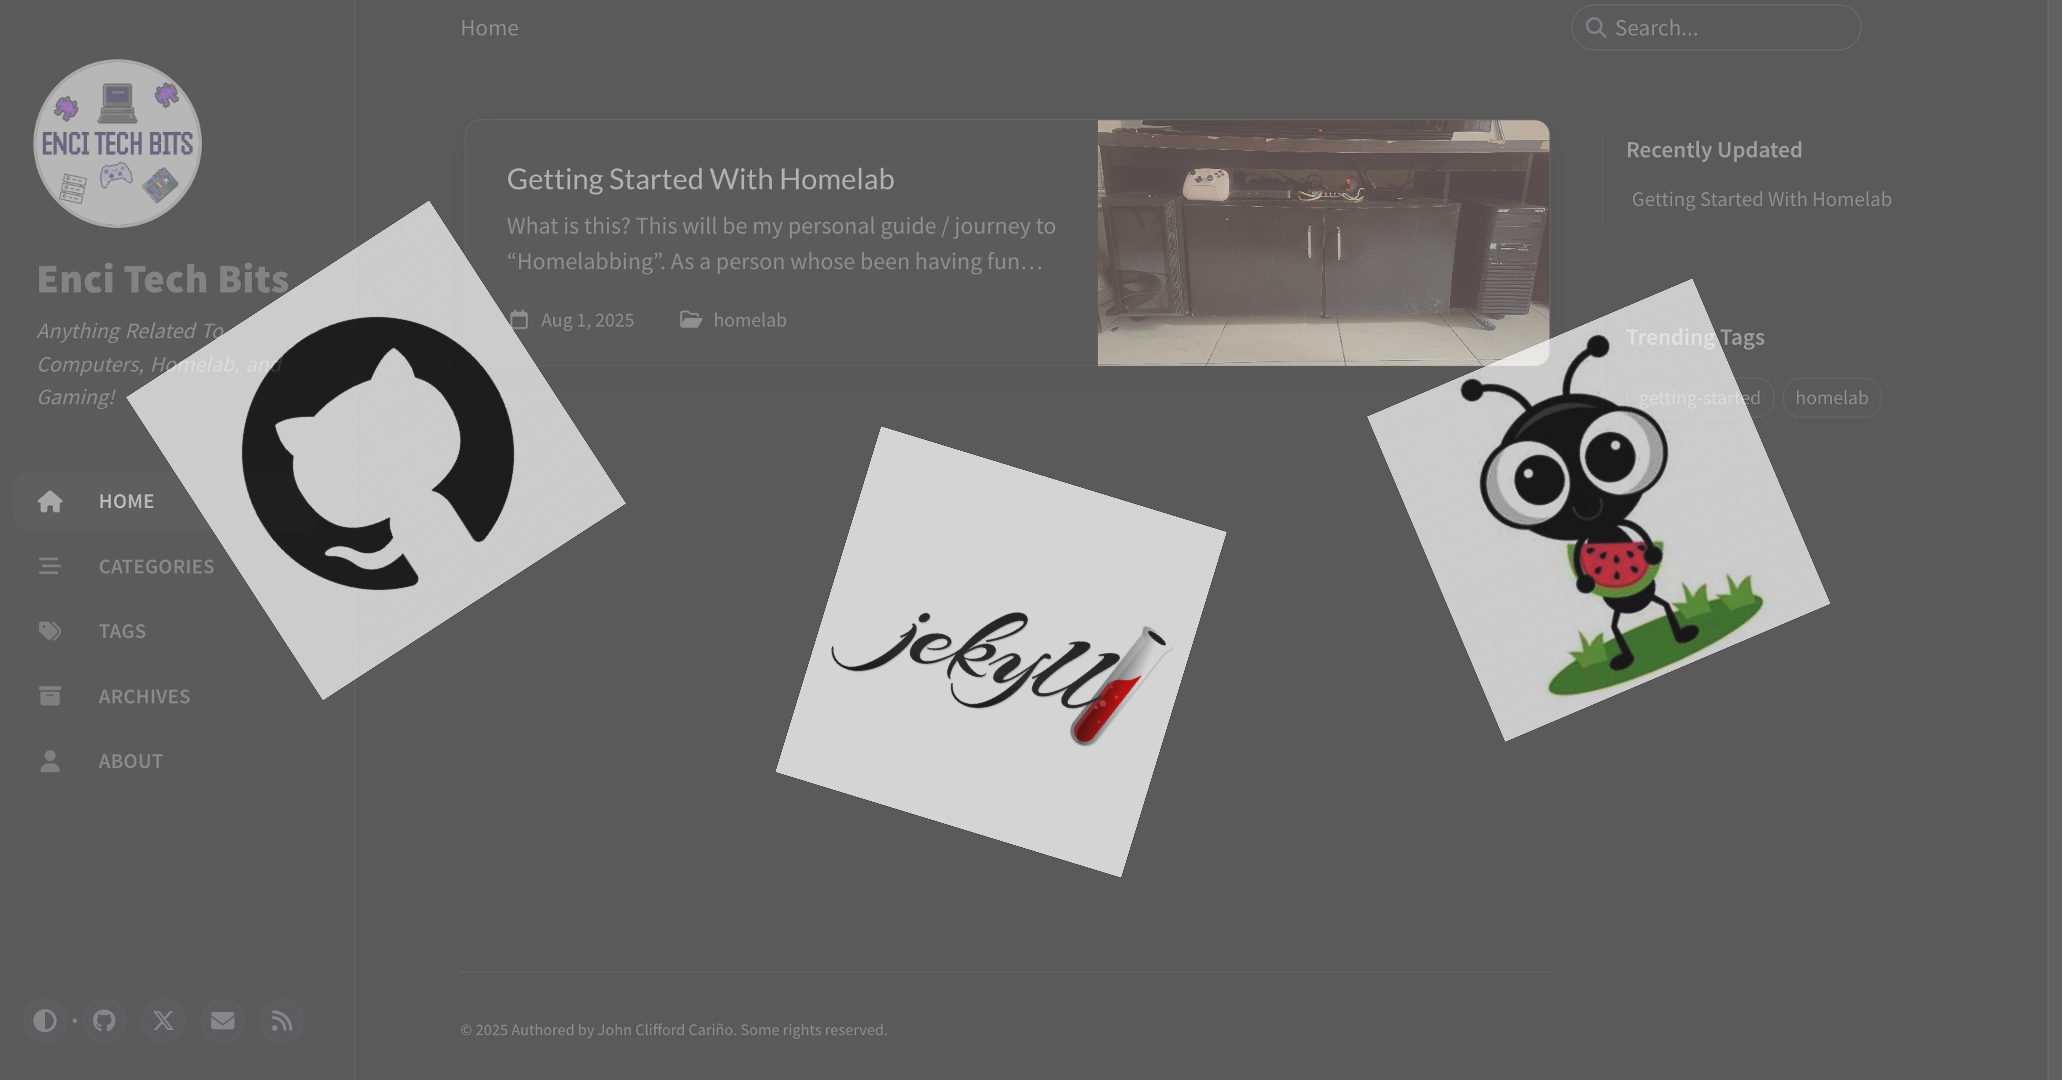 Home
Search...
ENCI TECH BITS
Enci Tech Bits
Anything Related To
Computers, Homelab, and
Gaming!
HOME
CATEGORIES
TAGS
ARCHIVES
ABOUT
Getting Started With Homelab
What is this? This will be my personal guide / journey to
“Homelabbing”. As a person whose been having fun…
Aug 1, 2025
homelab
Recently Updated
Getting Started With Homelab
Trending Tags
getting-started
homelab
jekyll
© 2025 Authored by John Clifford Cariño. Some rights reserved.